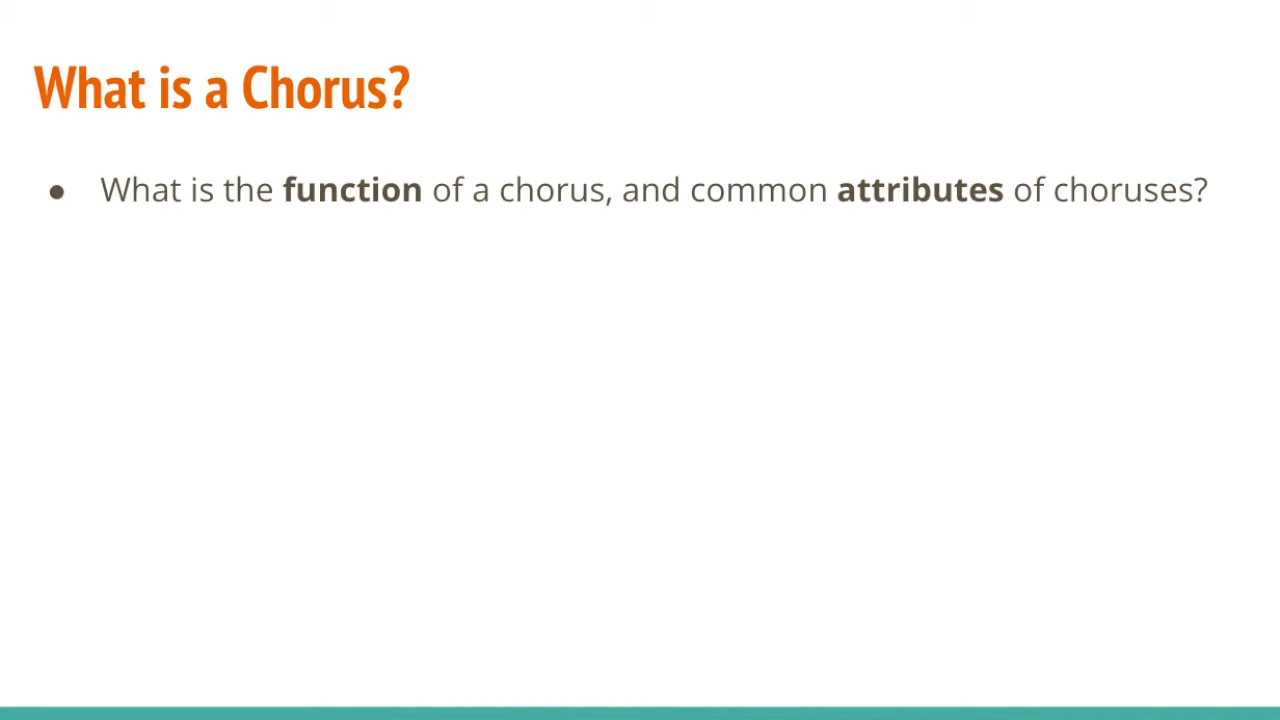 What is a Chorus?
● What is the function of a chorus, and common attributes of choruses?